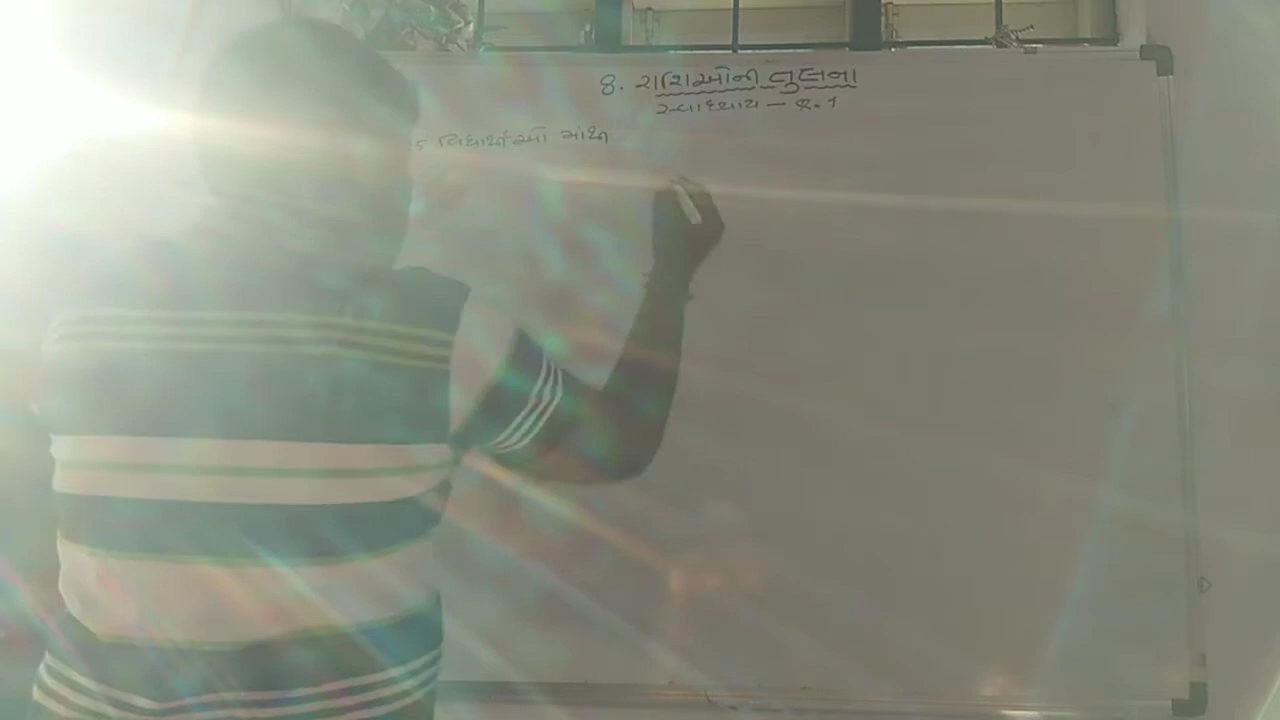 8. રાશિઓની તુલના
સ્વાધ્યાય – 8.1
5 વિદ્યાર્થીઓ માંથી